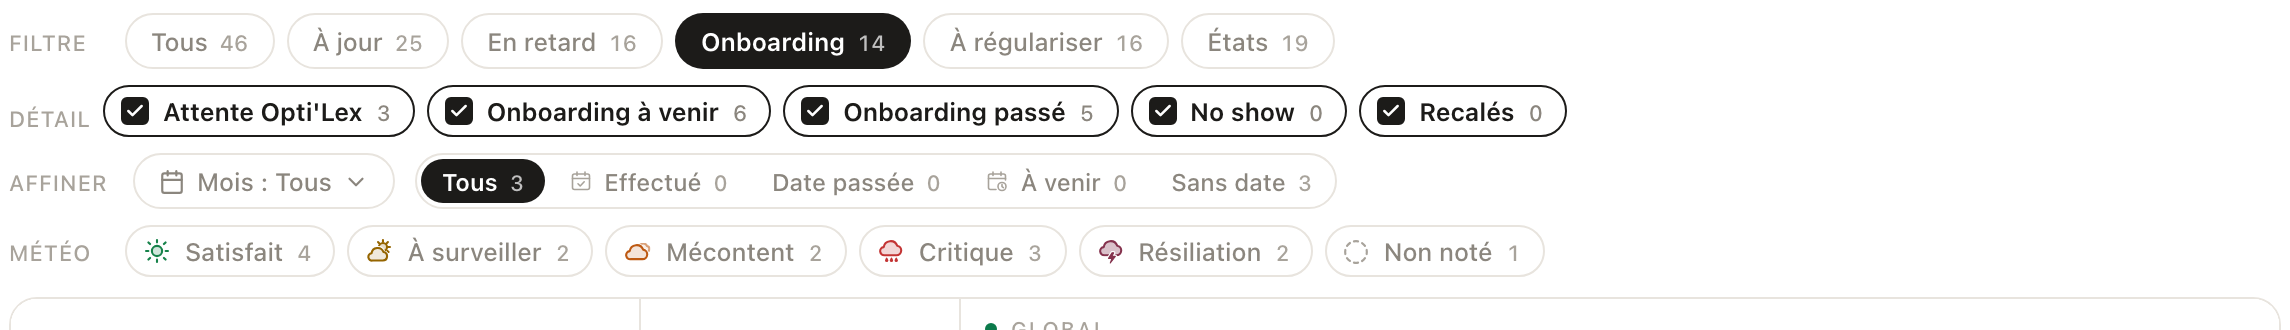 FILTRE Tous 46 À jour 25 En retard 16 Onboarding 14 À régulariser 16 États 19
DÉTAIL Attente Opti'Lex 3 Onboarding à venir 6 Onboarding passé 5 No show 0 Recalés 0
AFFINER Mois : Tous Tous 3 Effectué 0 Date passée 0 À venir 0 Sans date 3
MÉTÉO Satisfait 4 À surveiller 2 Mécontent 2 Critique 3 Résiliation 2 Non noté 1
GLOBAL